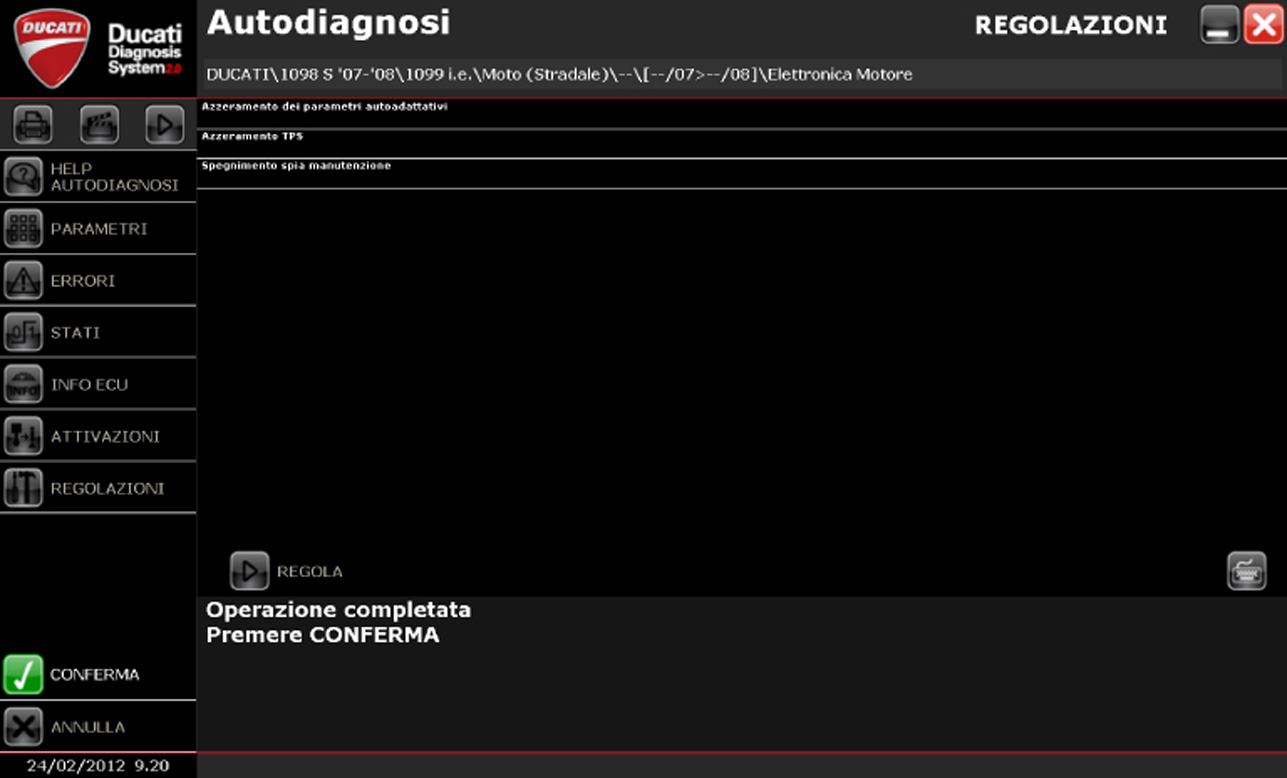 DUCATI
Ducati
Diagnosis
System2.0
Autodiagnosi
REGOLAZIONI
DUCATI\1098 S '07-'08\1099 i.e.\Moto (Stradale)\--\[--/07>--/08]\Elettronica Motore
Azzeramento dei parametri autoadattativi
Azzeramento TPS
Spegnimento spia manutenzione
HELP
AUTODIAGNOSI
PARAMETRI
ERRORI
STATI
INFO
INFO ECU
ATTIVAZIONI
REGOLAZIONI
REGOLA
Operazione completata
Premere CONFERMA
CONFERMA
ANNULLA
24/02/2012 9.20